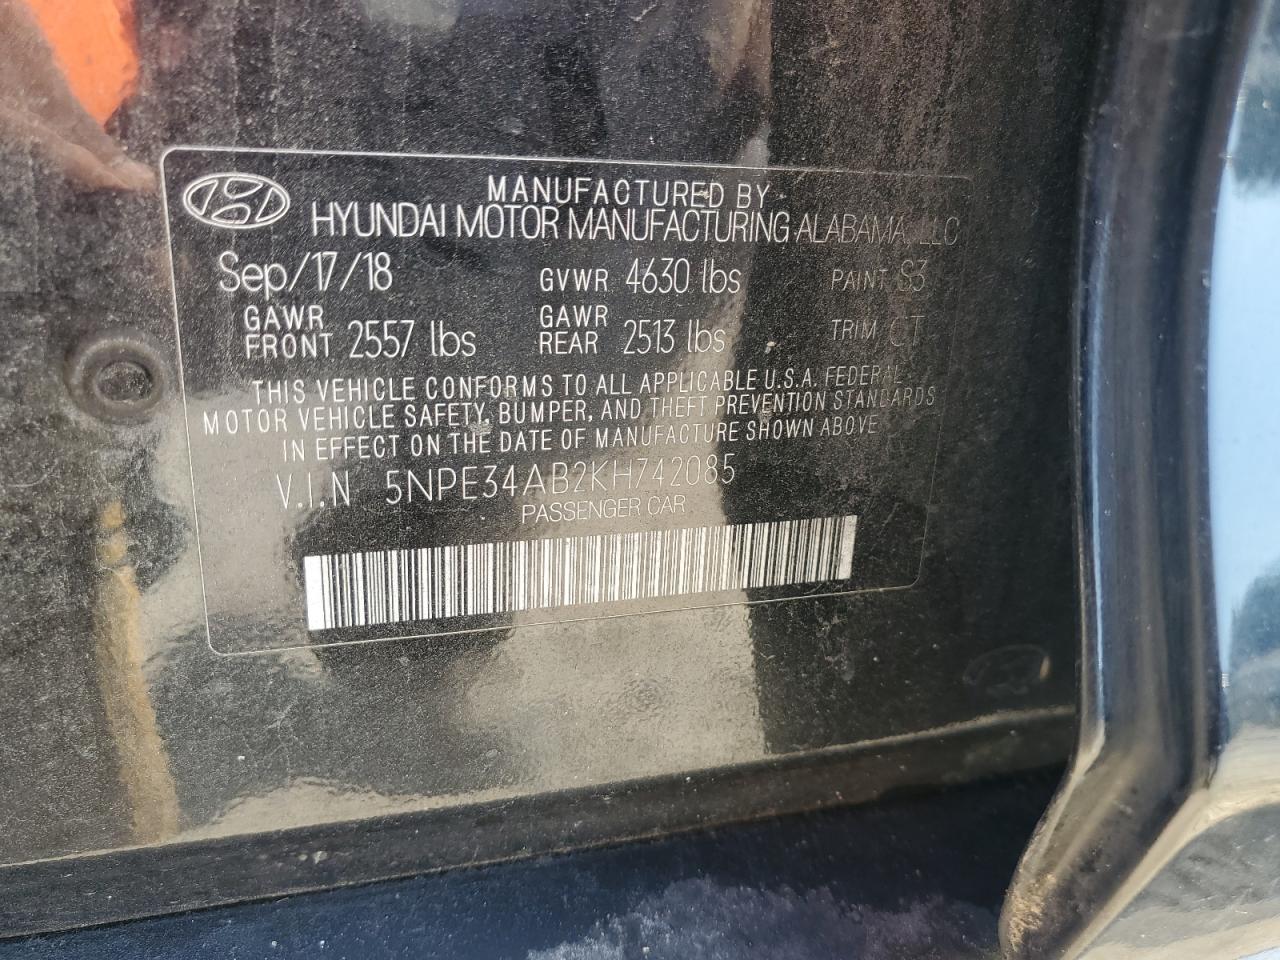 MANUFACTURED BY
HYUNDAI MOTOR MANUFACTURING ALABAMA, LLC
Sep/17/18 GVWR 4630 lbs PAINT S3
GAWR FRONT 2557 lbs GAWR REAR 2513 lbs TRIM CT
THIS VEHICLE CONFORMS TO ALL APPLICABLE U.S.A. FEDERAL
MOTOR VEHICLE SAFETY, BUMPER, AND THEFT PREVENTION STANDARDS
IN EFFECT ON THE DATE OF MANUFACTURE SHOWN ABOVE
V.I.N 5NPE34AB2KH742085
PASSENGER CAR